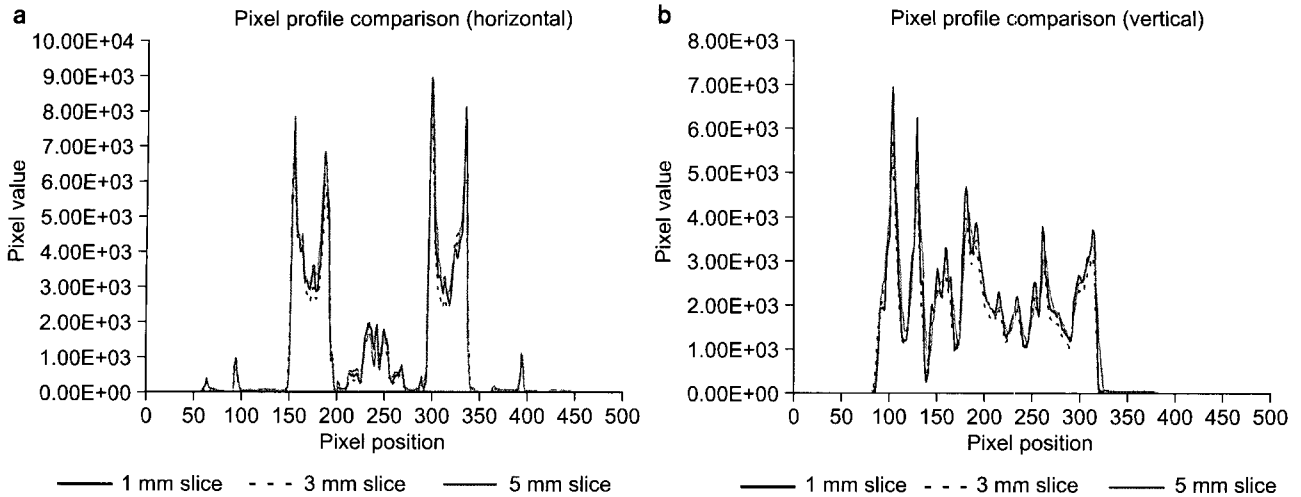 a
Pixel profile comparison (horizontal)
10.00E+04
9.00E+03
8.00E+03
7.00E+03
6.00E+03
5.00E+03
4.00E+03
3.00E+03
2.00E+03
1.00E+03
0.00E+00
Pixel value
0 50 100 150 200 250 300 350 400 450 500
Pixel position
1 mm slice 3 mm slice 5 mm slice
b
Pixel profile comparison (vertical)
8.00E+03
7.00E+03
6.00E+03
5.00E+03
4.00E+03
3.00E+03
2.00E+03
1.00E+03
0.00E+00
Pixel value
0 50 100 150 200 250 300 350 400 450 500
Pixel position
1 mm slice 3 mm slice 5 mm slice